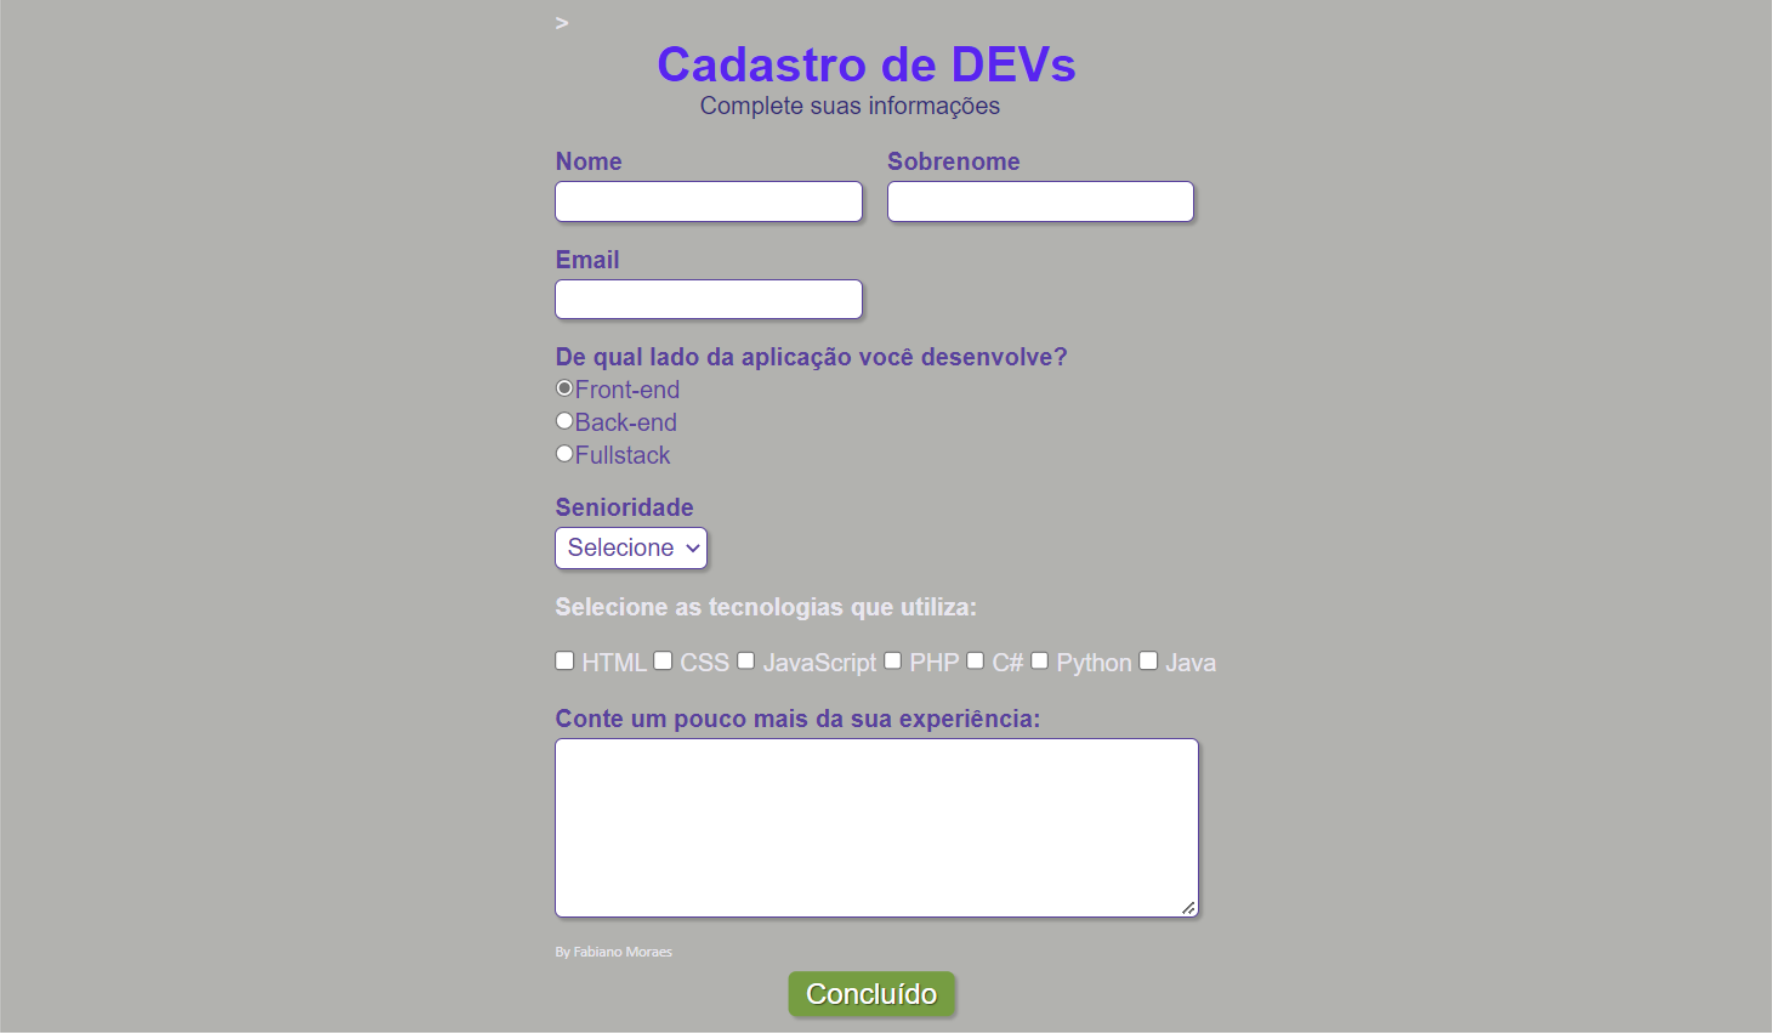 >
Cadastro de DEVs
Complete suas informações
Nome Sobrenome
Email
De qual lado da aplicação você desenvolve?
Front-end
Back-end
Fullstack
Senioridade
Selecione
Selecione as tecnologias que utiliza:
HTML CSS JavaScript PHP C# Python Java
Conte um pouco mais da sua experiência:
By Fabiano Moraes
Concluído